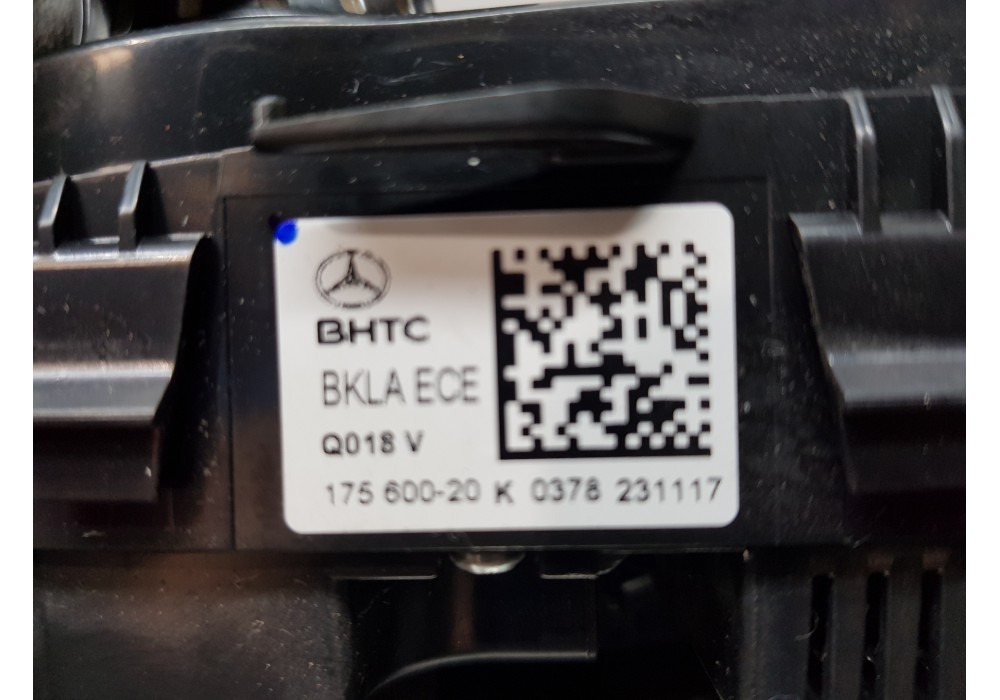 BHTC
BKLA ECE
Q018 V
175 600-20 K 0378 231117